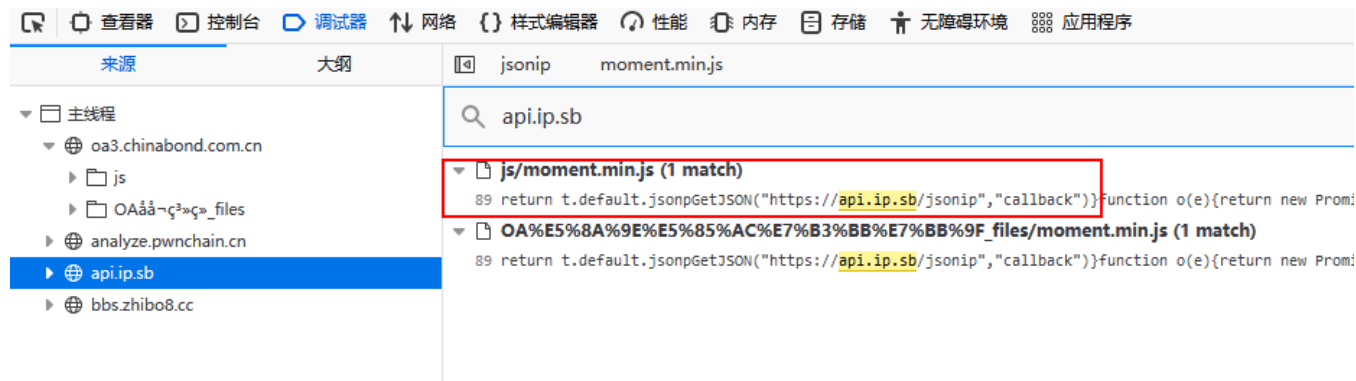 查看器 控制台 调试器 网络 {} 样式编辑器 性能 内存 存储 无障碍环境 应用程序
来源 大纲 jsonip moment.min.js
主线程
api.ip.sb
oa3.chinabond.com.cn
js/moment.min.js (1 match)
js
89 return t.default.jsonpGetJSON("https://api.ip.sb/jsonip","callback")}function o(e){return new Promi
OAåå¬ç³»ç»_files
OA%E5%8A%9E%E5%85%AC%E7%B3%BB%E7%BB%9F_files/moment.min.js (1 match)
analyze.pwnchain.cn
89 return t.default.jsonpGetJSON("https://api.ip.sb/jsonip","callback")}function o(e){return new Promi
api.ip.sb
bbs.zhibo8.cc